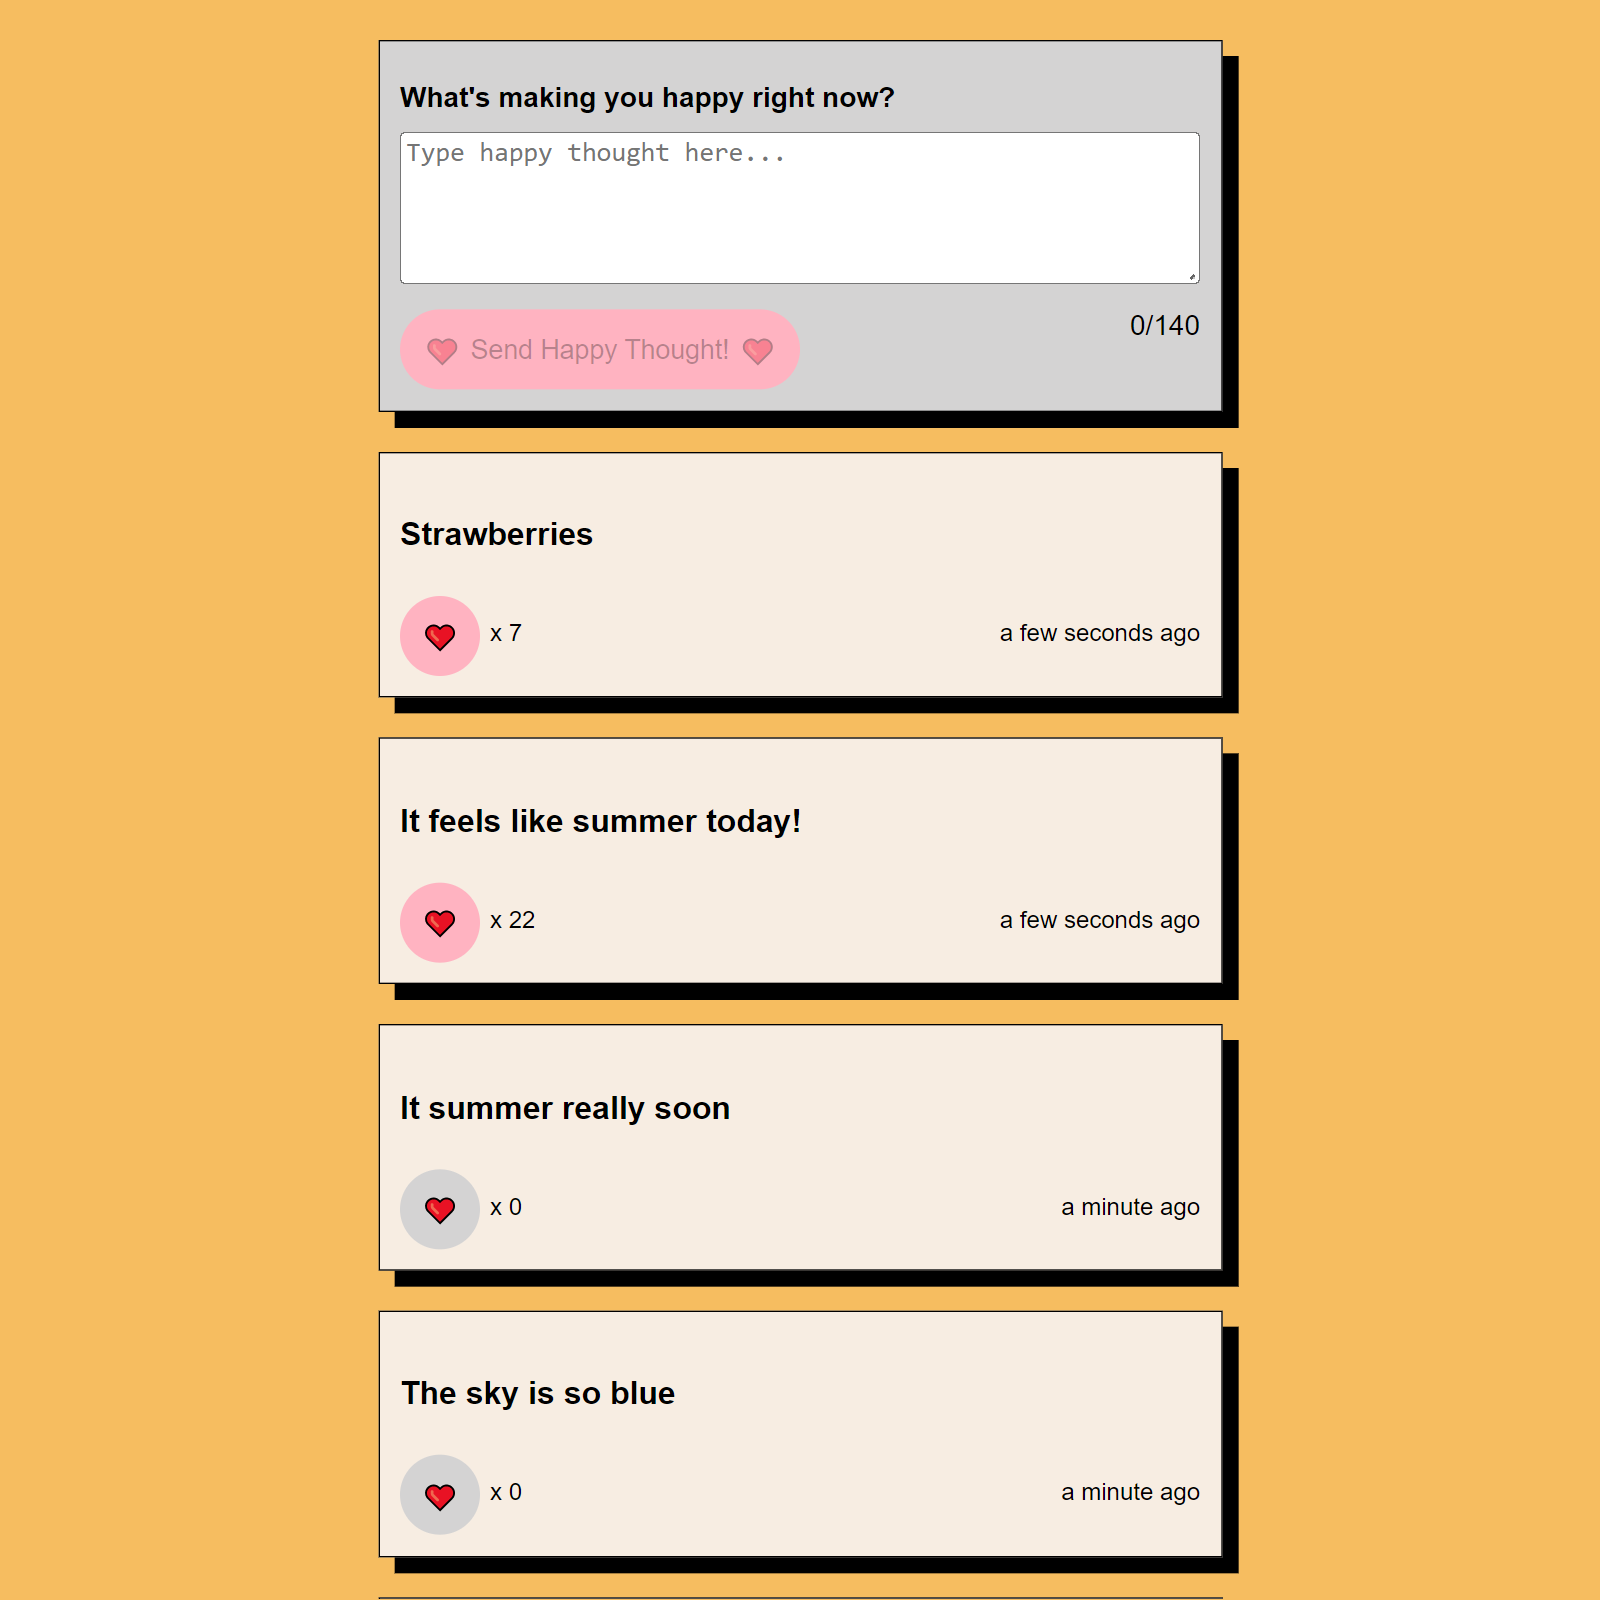 What's making you happy right now?
Type happy thought here...
❤️ Send Happy Thought! ❤️
0/140
Strawberries
❤️ x 7
a few seconds ago
It feels like summer today!
❤️ x 22
a few seconds ago
It summer really soon
❤️ x 0
a minute ago
The sky is so blue
❤️ x 0
a minute ago